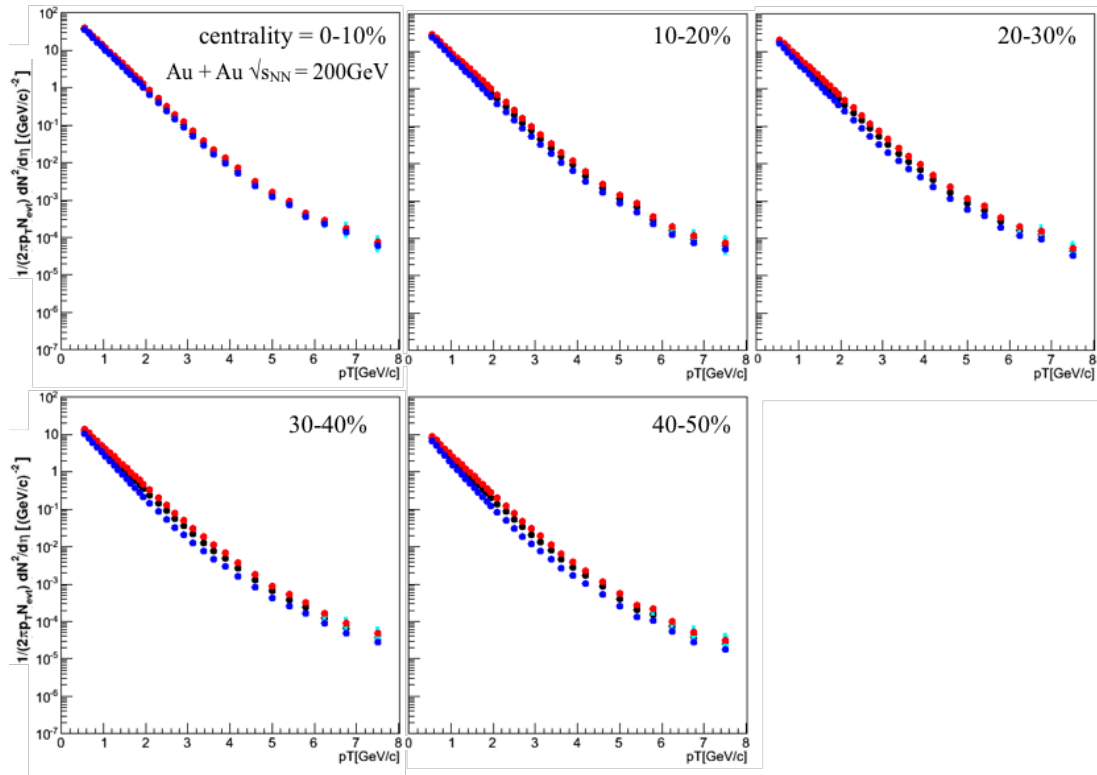 centrality = 0-10%
Au + Au √sNN = 200GeV
1/(2πp_T N_evt) dN²/dη [(GeV/c)⁻²]
10²
10
1
10⁻¹
10⁻²
10⁻³
10⁻⁴
10⁻⁵
10⁻⁶
10⁻⁷
0 1 2 3 4 5 6 7 8
pT[GeV/c]
10-20%
1 2 3 4 5 6 7 8
pT[GeV/c]
20-30%
1 2 3 4 5 6 7 8
pT[GeV/c]
30-40%
1/(2πp_T N_evt) dN²/dη [(GeV/c)⁻²]
10²
10
1
10⁻¹
10⁻²
10⁻³
10⁻⁴
10⁻⁵
10⁻⁶
10⁻⁷
0 1 2 3 4 5 6 7 8
pT[GeV/c]
40-50%
0 1 2 3 4 5 6 7 8
pT[GeV/c]